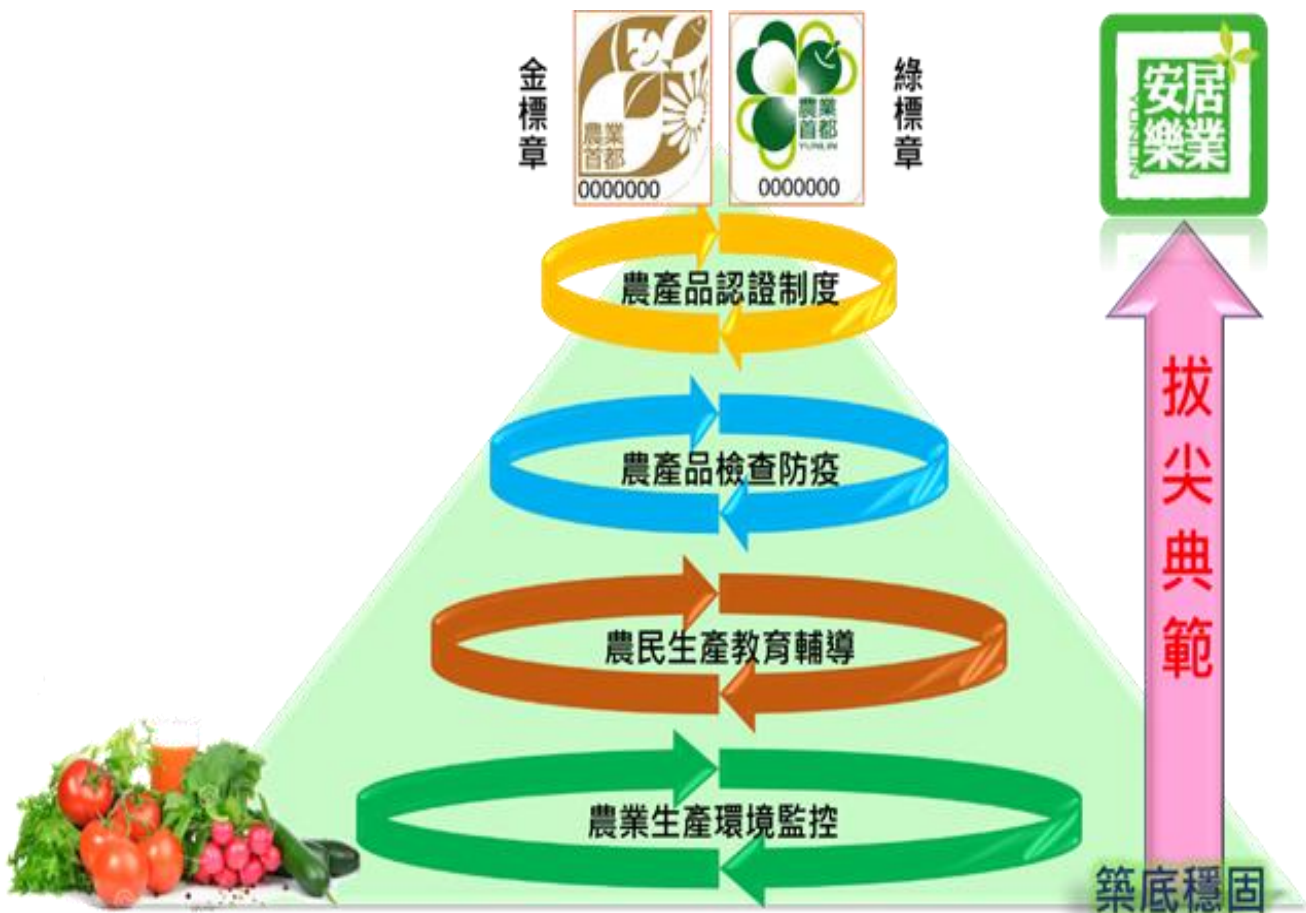 金標章
農業
首都
0000000
農業
首都
YUNLIN
0000000
綠標章
安居
樂業
農產品認證制度
農產品檢查防疫
農民生產教育輔導
農業生產環境監控
拔尖典範
築底穩固